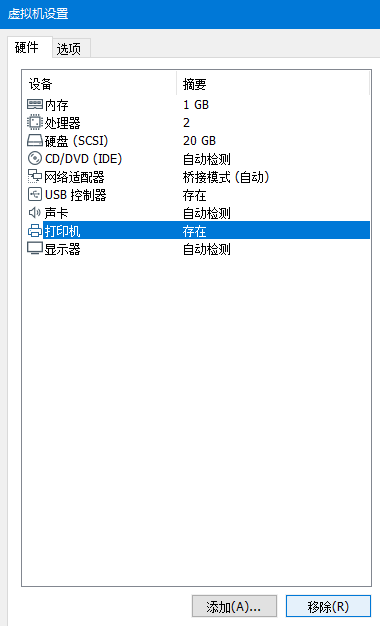 虚拟机设置
硬件 选项
设备 摘要
内存 1 GB
处理器 2
硬盘 (SCSI) 20 GB
CD/DVD (IDE) 自动检测
网络适配器 桥接模式 (自动)
USB 控制器 存在
声卡 自动检测
打印机 存在
显示器 自动检测
添加(A)... 移除(R)